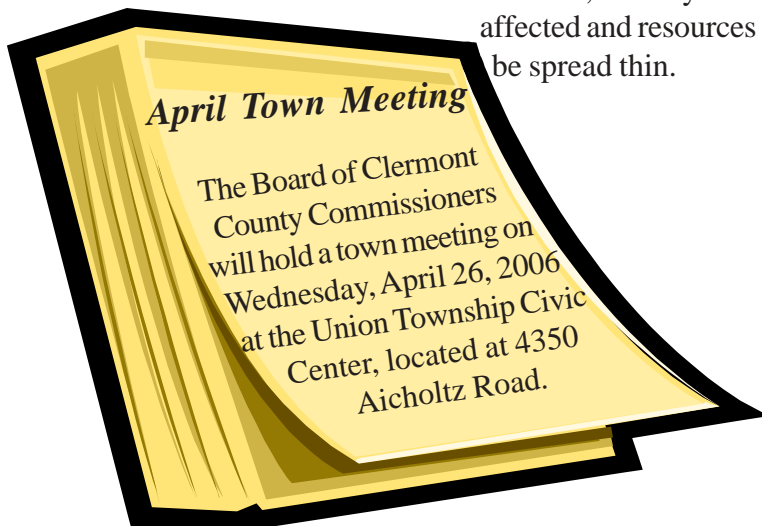 affected and resources
be spread thin.
April Town Meeting
The Board of Clermont
County Commissioners
will hold a town meeting on
Wednesday, April 26, 2006
at the Union Township Civic
Center, located at 4350
Aicholtz Road.